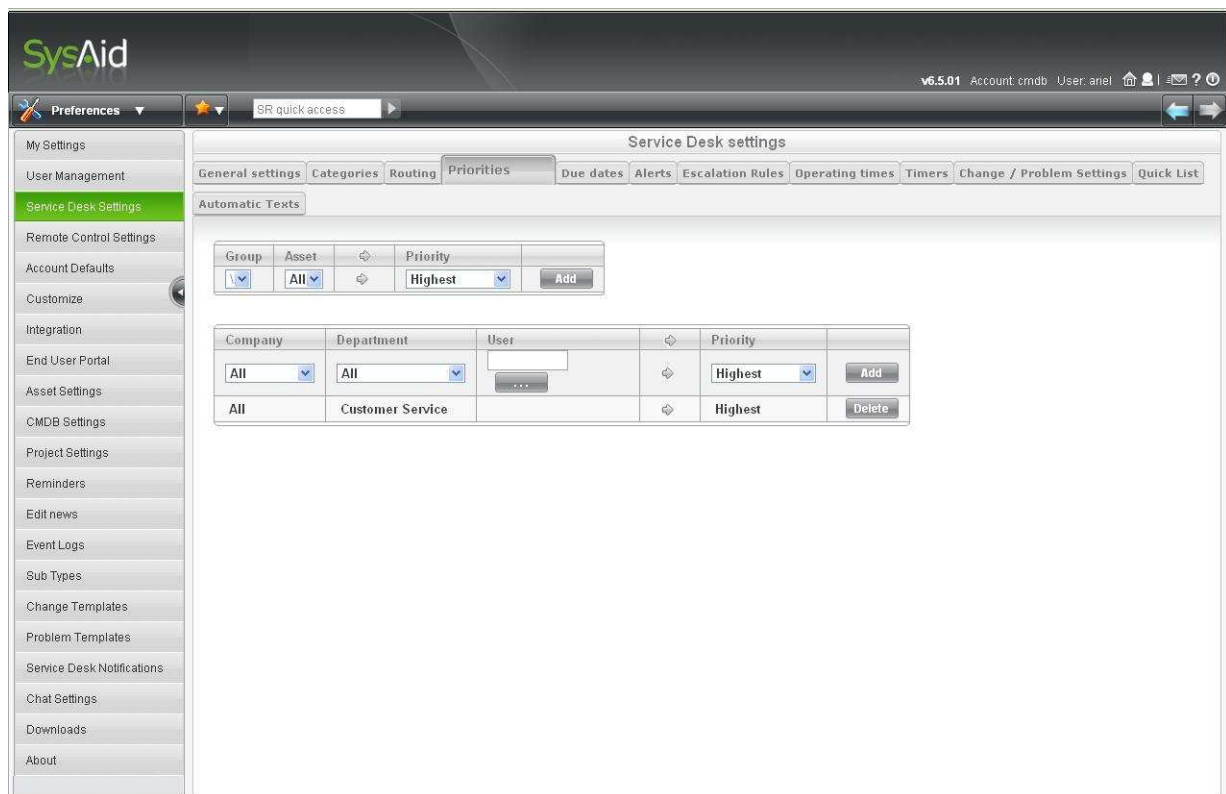 SysAid
v6.5.01 Account: cmdb User: ariel
Preferences
SR quick access
My Settings
User Management
Service Desk Settings
Remote Control Settings
Account Defaults
Customize
Integration
End User Portal
Asset Settings
CMDB Settings
Project Settings
Reminders
Edit news
Event Logs
Sub Types
Change Templates
Problem Templates
Service Desk Notifications
Chat Settings
Downloads
About
Service Desk settings
General settings Categories Routing Priorities Due dates Alerts Escalation Rules Operating times Timers Change / Problem Settings Quick List
Automatic Texts
Group Asset Priority
\ All Highest Add
Company Department User Priority
All All ... Highest Add
All Customer Service Highest Delete